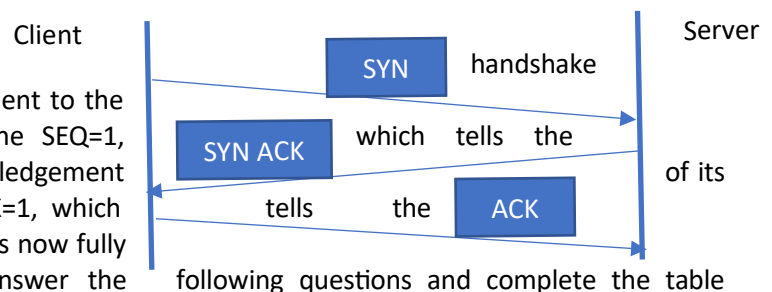 Client Server
SYN handshake
ent to the
ne SEQ=1, SYN ACK which tells the
ledgement of its
=1, which tells the ACK
s now fully
nswer the following questions and complete the table